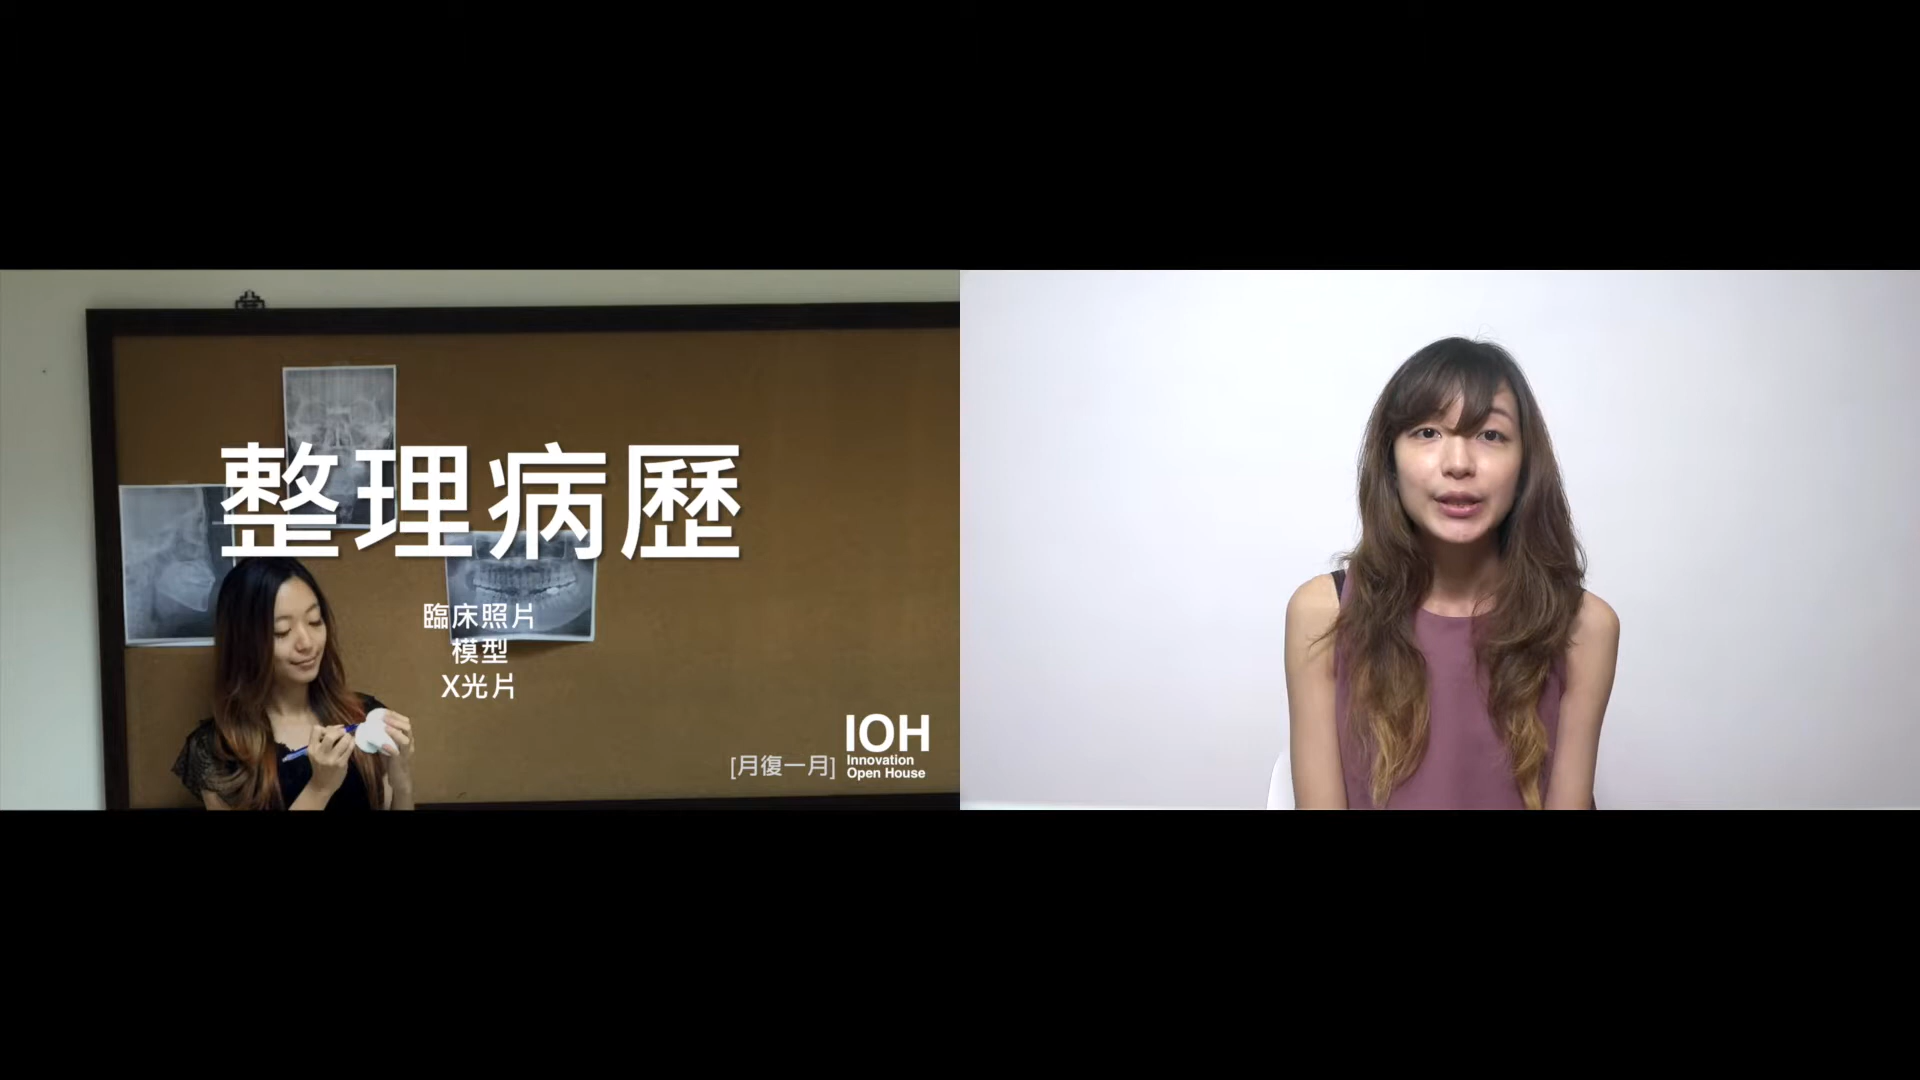 整理病歷
臨床照片
模型
X光片
[月復一月]
IOH
Innovation
Open House